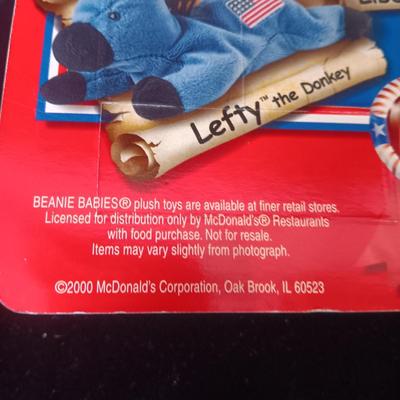 Lefty™ the Donkey
BEANIE BABIES® plush toys are available at finer retail stores.
Licensed for distribution only by McDonald's® Restaurants
with food purchase. Not for resale.
Items may vary slightly from photograph.
©2000 McDonald's Corporation, Oak Brook, IL 60523